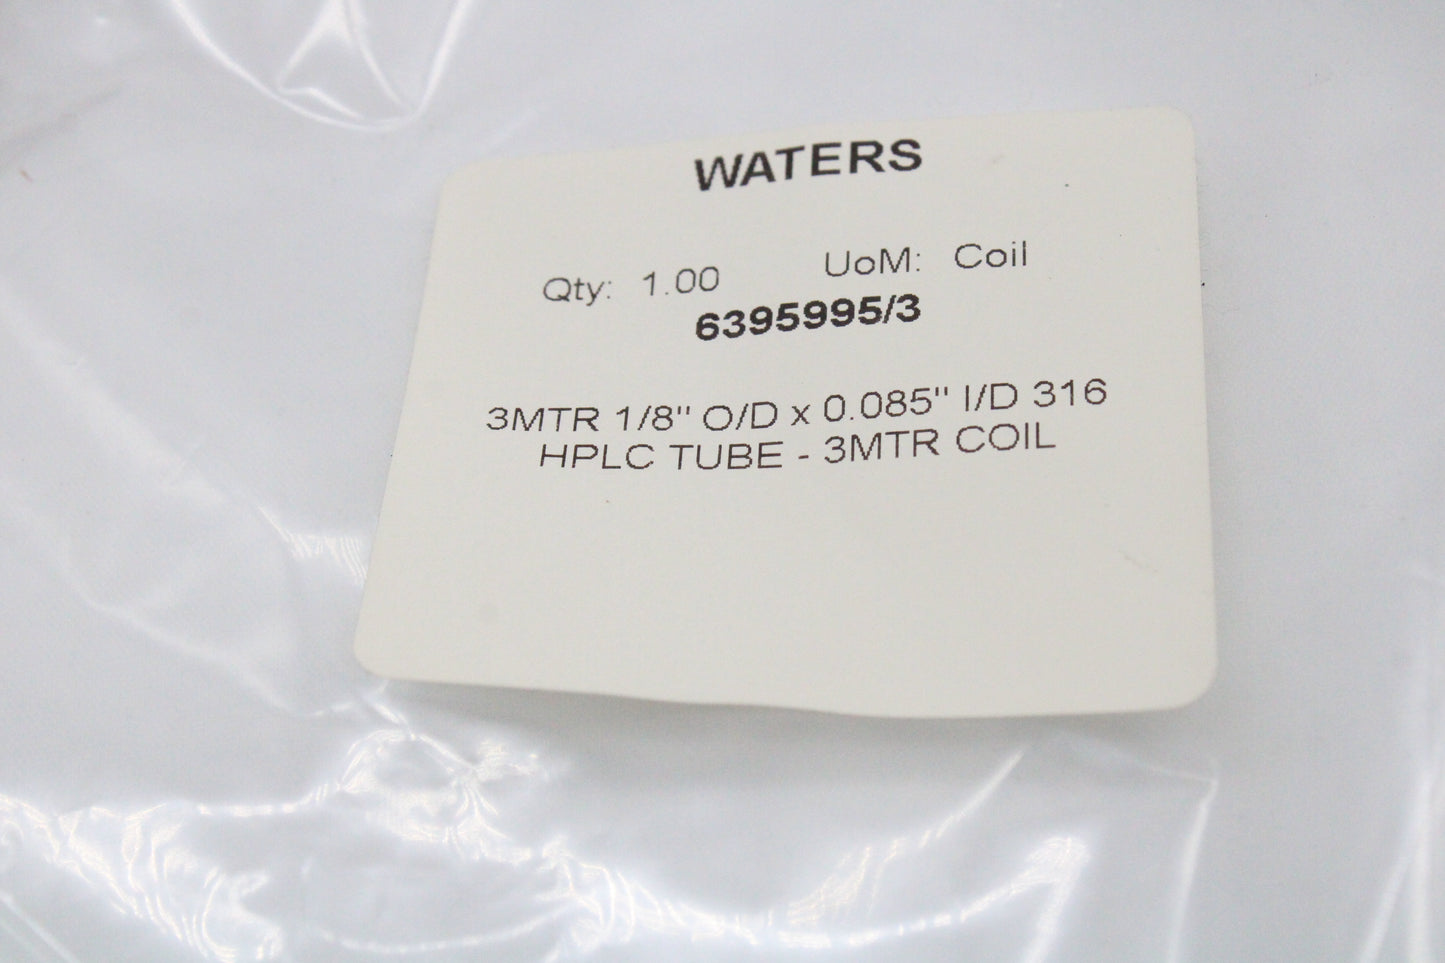 WATERS
Qty: 1.00 UoM: Coil
6395995/3
3MTR 1/8" O/D x 0.085" I/D 316
HPLC TUBE - 3MTR COIL